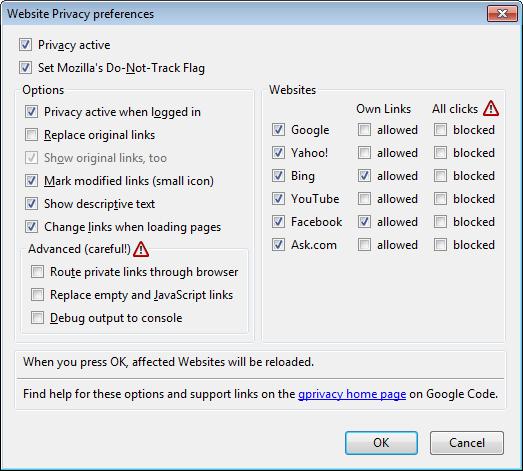 Website Privacy preferences
Privacy active
Set Mozilla's Do-Not-Track Flag
Options
Privacy active when logged in
Replace original links
Show original links, too
Mark modified links (small icon)
Show descriptive text
Change links when loading pages
Advanced (careful!)
Route private links through browser
Replace empty and JavaScript links
Debug output to console
Websites
Own Links All clicks
Google allowed blocked
Yahoo! allowed blocked
Bing allowed blocked
YouTube allowed blocked
Facebook allowed blocked
Ask.com allowed blocked
When you press OK, affected Websites will be reloaded.
Find help for these options and support links on the gprivacy home page on Google Code.
OK Cancel